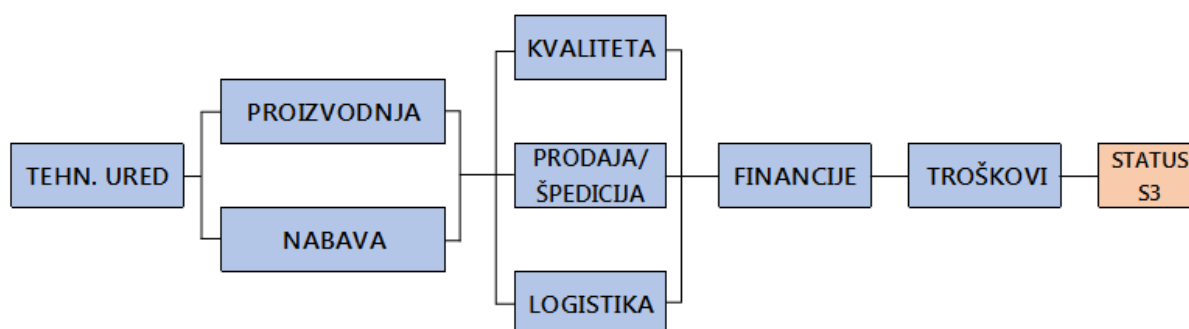 TEHN. URED
PROIZVODNJA
NABAVA
KVALITETA
PRODAJA/
ŠPEDICIJA
LOGISTIKA
FINANCIJE
TROŠKOVI
STATUS
S3